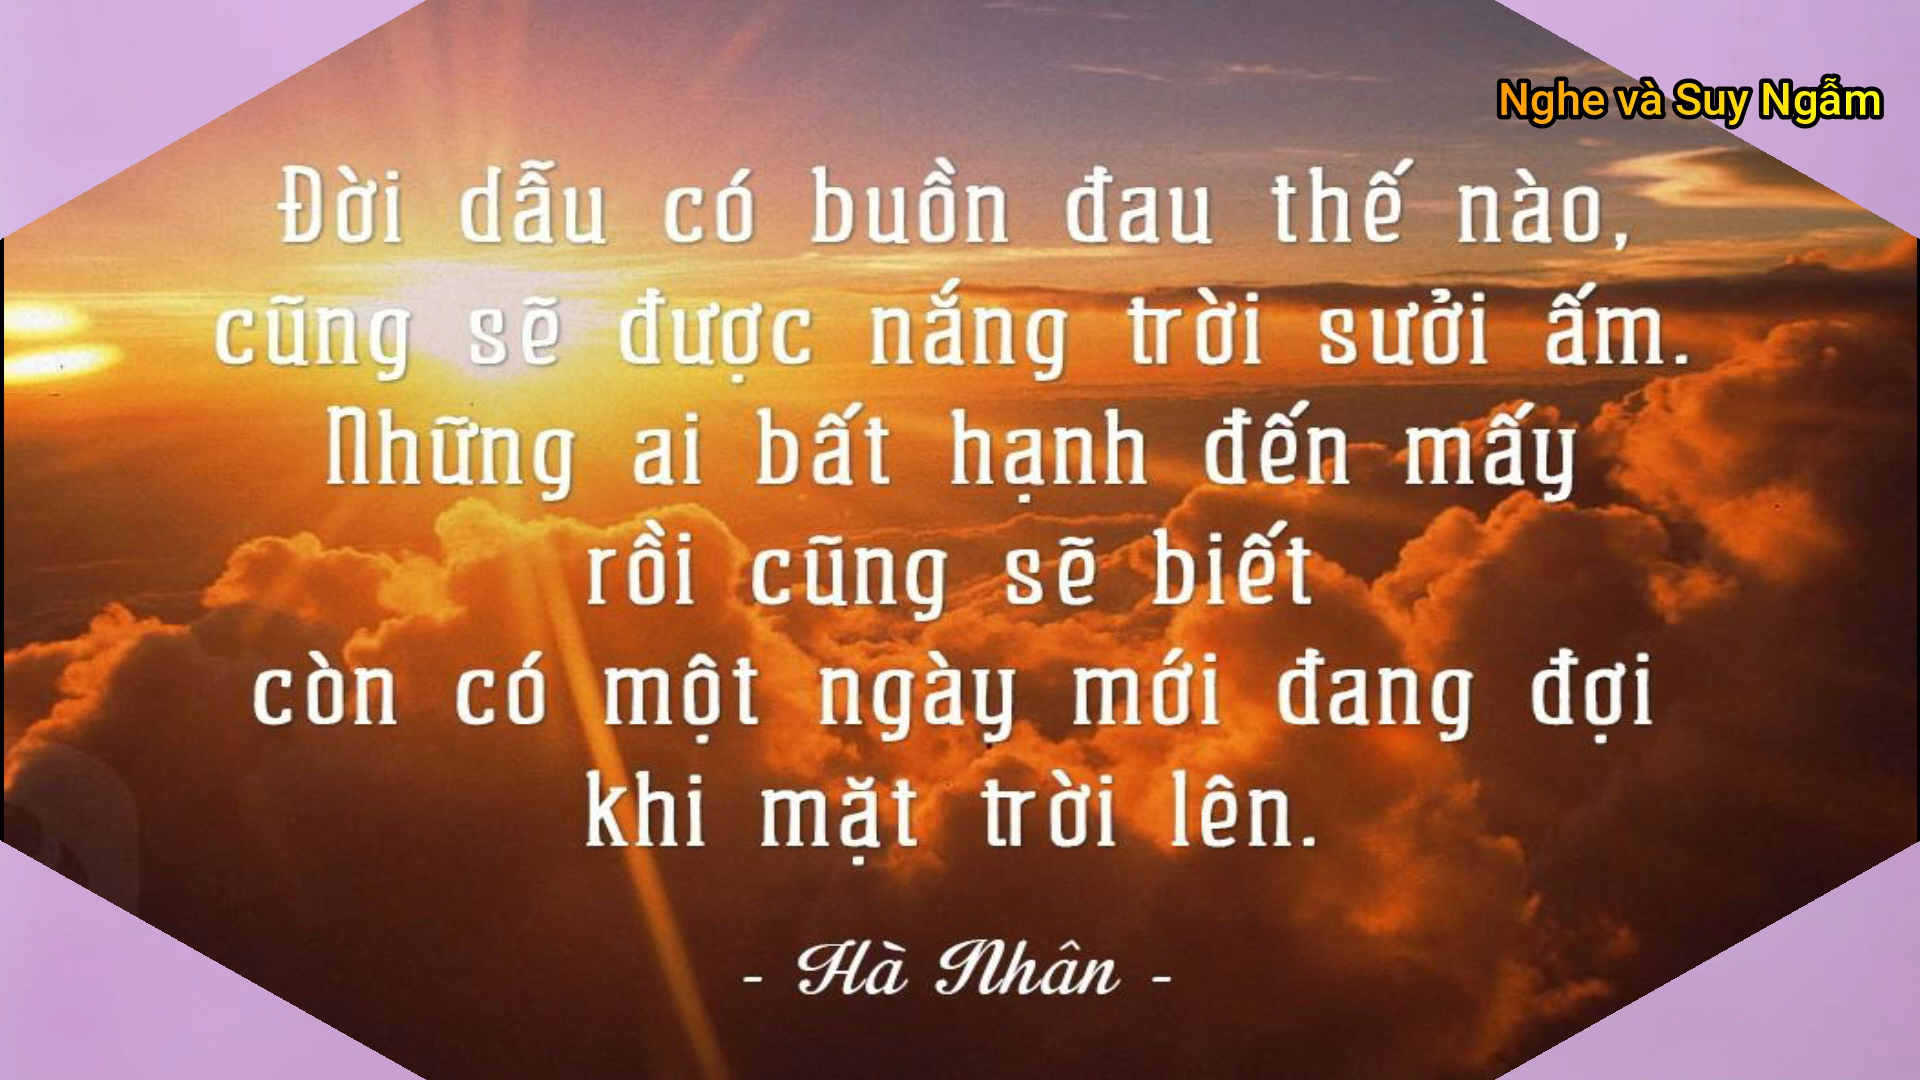 Nghe và Suy Ngẫm
Đời dẫu có buồn đau thế nào,
cũng sẽ được nắng trời sưởi ấm.
Những ai bất hạnh đến mấy
rồi cũng sẽ biết
còn có một ngày mới đang đợi
khi mặt trời lên.
- Hà Nhân -